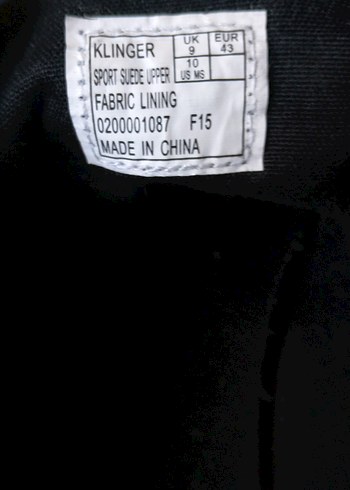 KLINGER
UK 9 EUR 43
SPORT SUEDE UPPER
10 US MS
FABRIC LINING
0200001087 F15
MADE IN CHINA